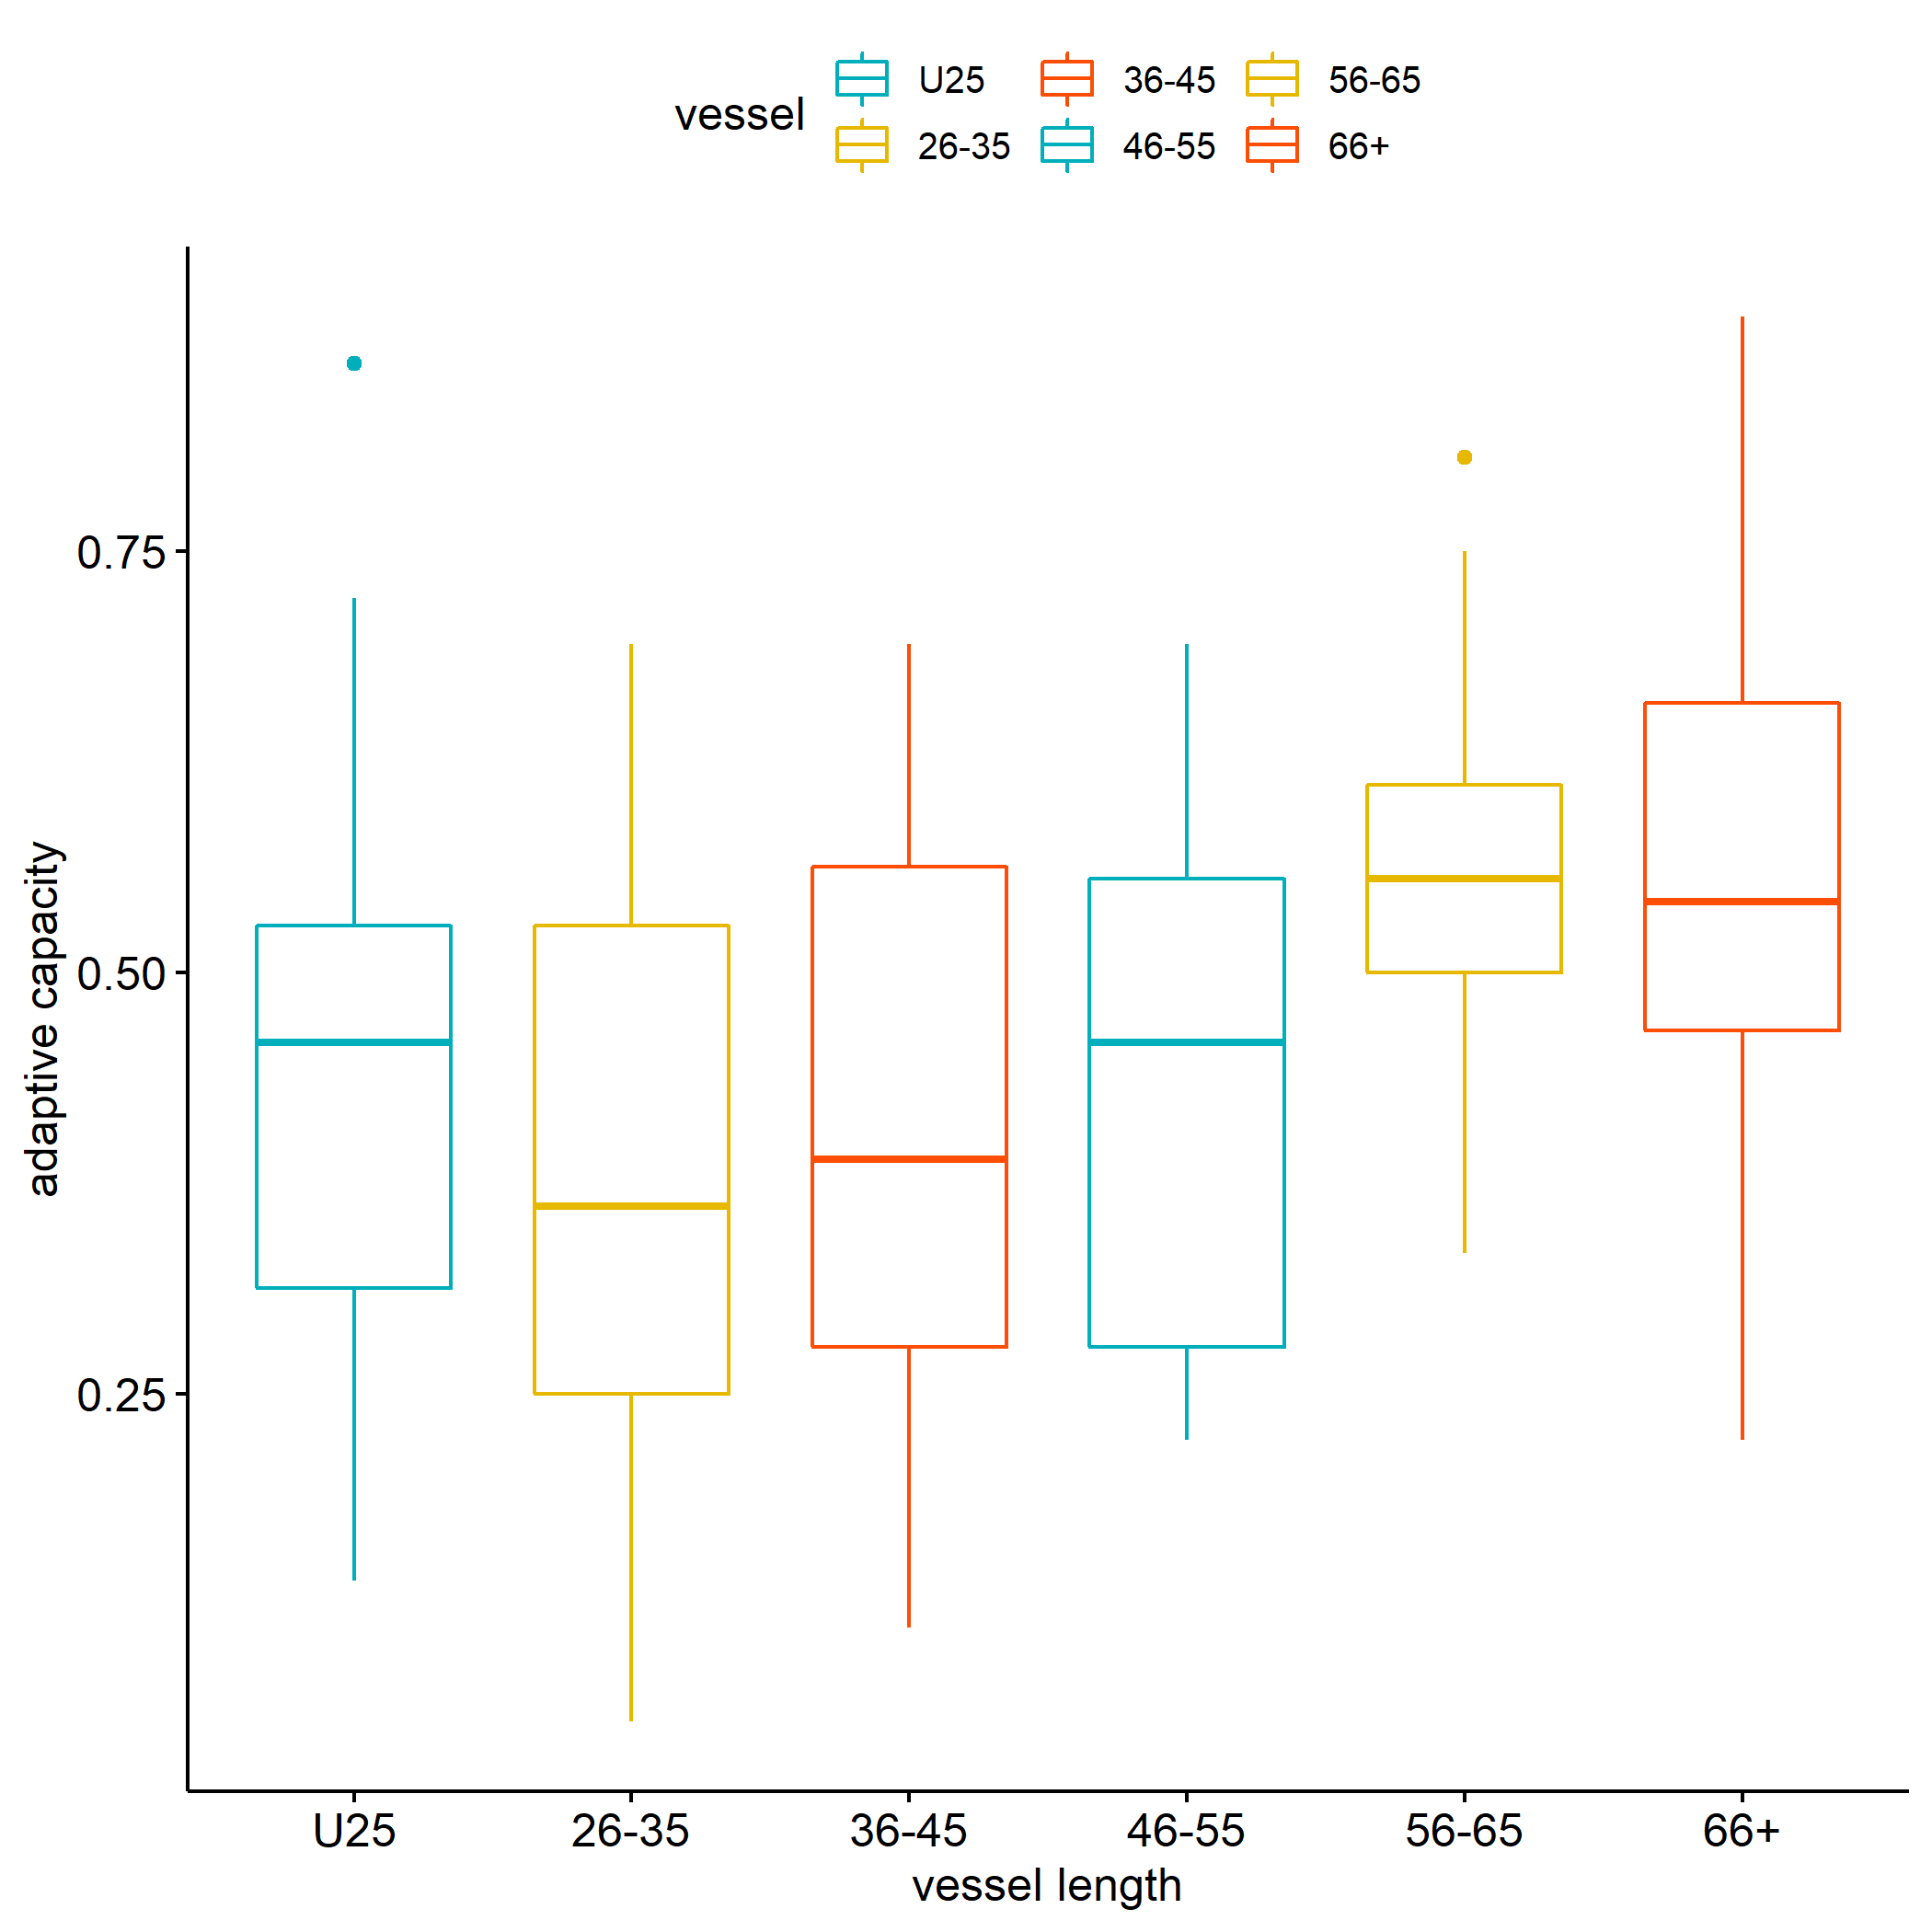 vessel
U25 36-45 56-65
26-35 46-55 66+
0.75
0.50
0.25
adaptive capacity
U25 26-35 36-45 46-55 56-65 66+
vessel length